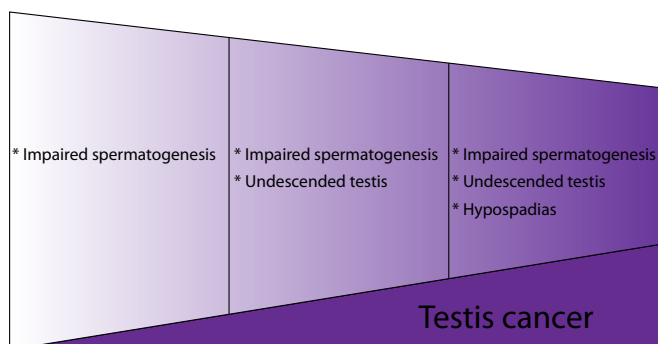 * Impaired spermatogenesis
* Impaired spermatogenesis
* Undescended testis
* Impaired spermatogenesis
* Undescended testis
* Hypospadias
Testis cancer